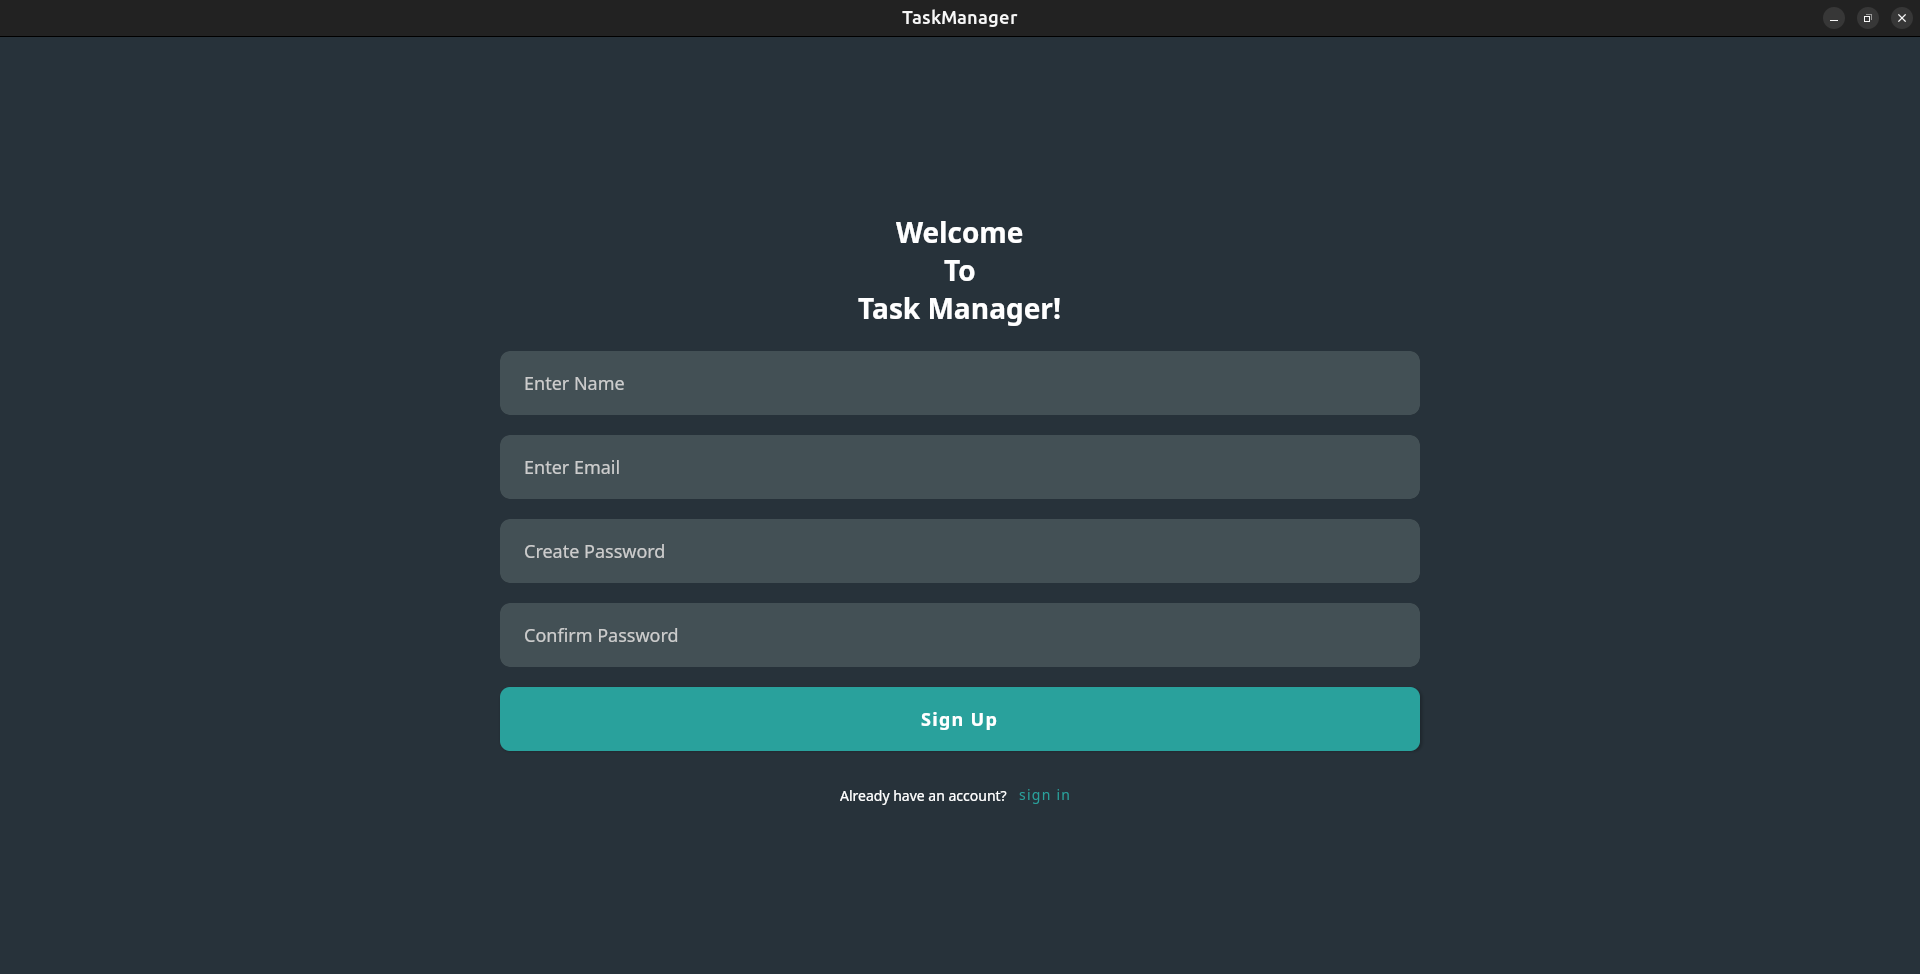 TaskManager
Welcome
To
Task Manager!
Enter Name
Enter Email
Create Password
Confirm Password
Sign Up
Already have an account? sign in